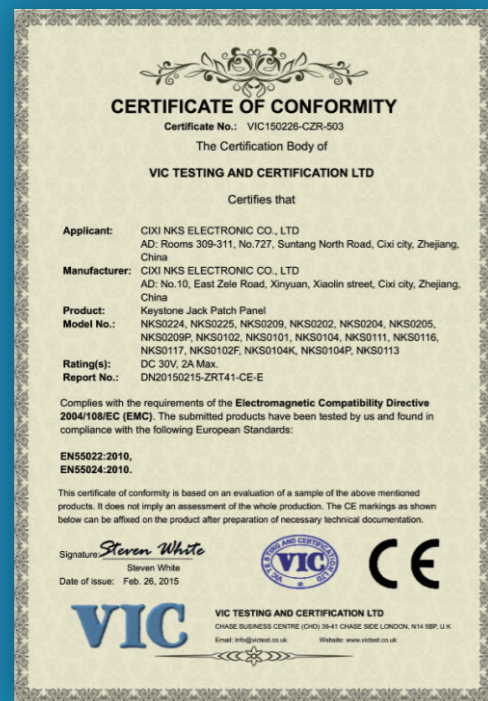 CERTIFICATE OF CONFORMITY
Certificate No.: VIC150226-CZR-503
The Certification Body of
VIC TESTING AND CERTIFICATION LTD
Certifies that
Applicant: CIXI NKS ELECTRONIC CO., LTD
AD: Rooms 309-311, No.727, Suntang North Road, Cixi city, Zhejiang,
China
Manufacturer: CIXI NKS ELECTRONIC CO., LTD
AD: No.10, East Zele Road, Xinyuan, Xiaolin street, Cixi city, Zhejiang,
China
Product: Keystone Jack Patch Panel
Model No.: NKS0224, NKS0225, NKS0209, NKS0202, NKS0204, NKS0205,
NKS0209P, NKS0102, NKS0101, NKS0104, NKS0111, NKS0116,
NKS0117, NKS0102F, NKS0104K, NKS0104P, NKS0113
Rating(s): DC 30V, 2A Max.
Report No.: DN20150215-ZRT41-CE-E
Complies with the requirements of the Electromagnetic Compatibility Directive
2004/108/EC (EMC). The submitted products have been tested by us and found in
compliance with the following European Standards:
EN55022:2010,
EN55024:2010.
This certificate of conformity is based on an evaluation of a sample of the above mentioned
products. It does not imply an assessment of the whole production. The CE markings as shown
below can be affixed on the product after preparation of necessary technical documentation.
Signature: Steven White
Steven White
Date of issue: Feb. 26, 2015
VIC TESTING AND CERTIFICATION LTD
VIC
CE
VIC
VIC TESTING AND CERTIFICATION LTD
CHASE BUSINESS CENTRE (CHD) 39-41 CHASE SIDE LONDON, N14 5BP, U.K
Email: Info@victest.co.uk Website: www.victest.co.uk